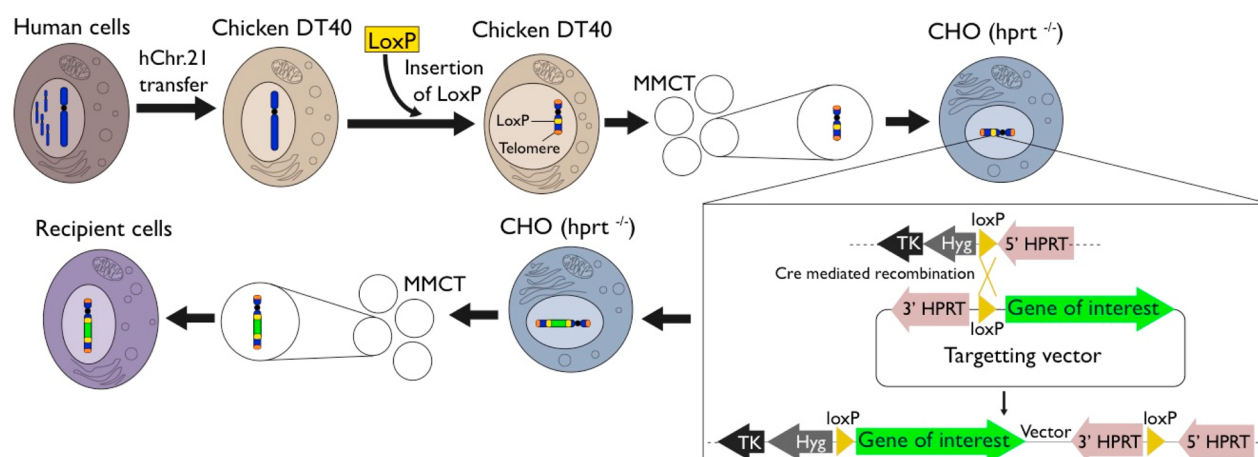 Human cells
hChr.21
transfer
Chicken DT40
LoxP
Insertion
of LoxP
Chicken DT40
LoxP
Telomere
MMCT
CHO (hprt -/-)
loxP
TK
Hyg
5' HPRT
Cre mediated recombination
3' HPRT
loxP
Gene of interest
Targetting vector
loxP
TK
Hyg
Gene of interest
Vector
3' HPRT
loxP
5' HPRT
CHO (hprt -/-)
MMCT
Recipient cells